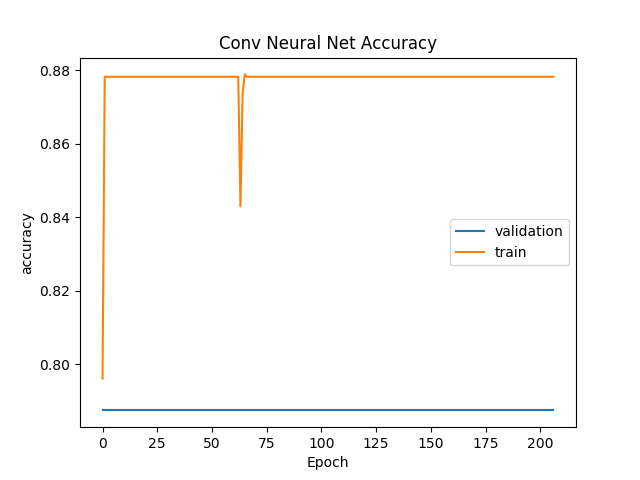 Conv Neural Net Accuracy
0.88
0.86
0.84
0.82
0.80
accuracy
validation
train
0 25 50 75 100 125 150 175 200
Epoch